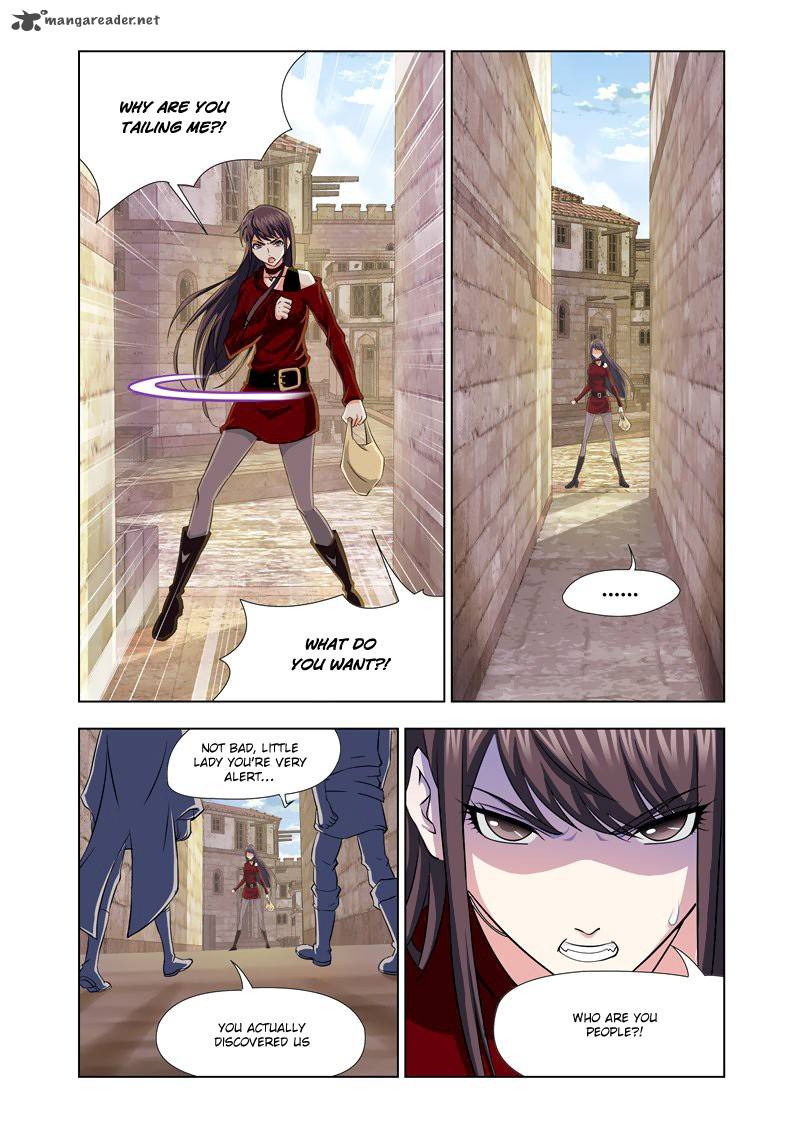 mangareader.net
WHY ARE YOU
TAILING ME?!
WHAT DO
YOU WANT?!
......
NOT BAD, LITTLE
LADY YOU'RE VERY
ALERT...
YOU ACTUALLY
DISCOVERED US
WHO ARE YOU
PEOPLE?!